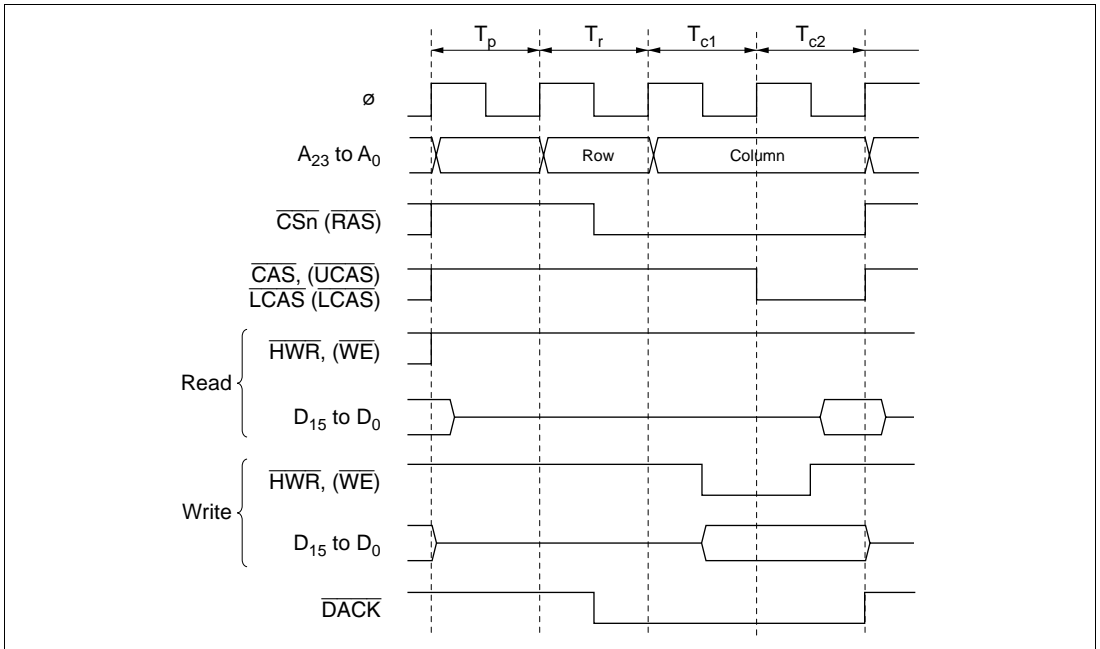 Tp Tr Tc1 Tc2
ø
A23 to A0
Row Column
CSn (RAS)
CAS, (UCAS)
LCAS (LCAS)
Read
HWR, (WE)
D15 to D0
Write
HWR, (WE)
D15 to D0
DACK